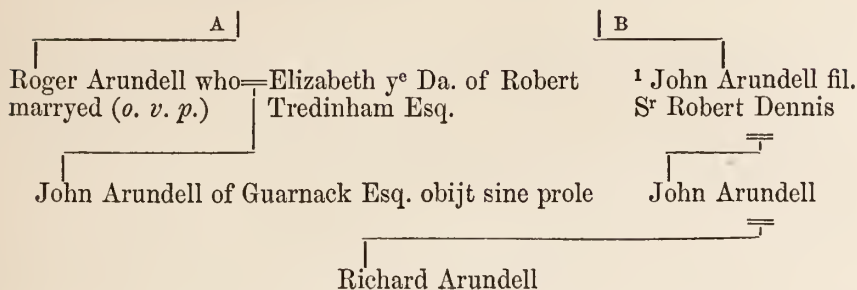 A B
Roger Arundell who Elizabeth yᵉ Da. of Robert ¹ John Arundell fil.
marryed (o. v. p.) Tredinham Esq. Sʳ Robert Dennis
John Arundell of Guarnack Esq. obijt sine prole John Arundell
Richard Arundell